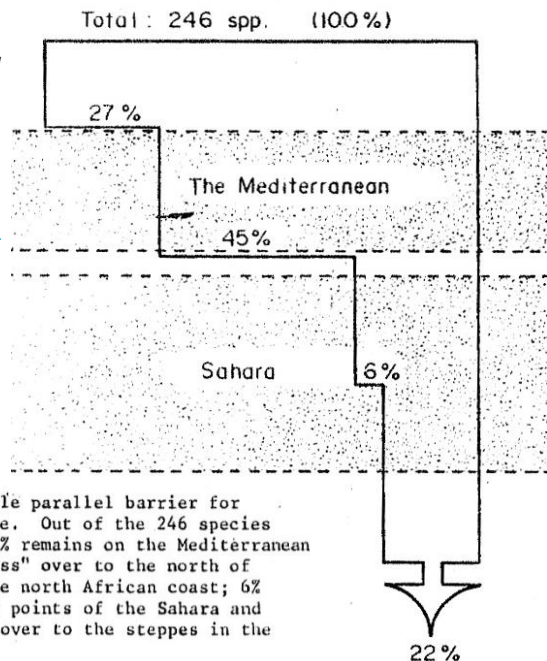 Total: 246 spp. (100%)
27%
The Mediterranean
45%
Sahara
6%
le parallel barrier for
e. Out of the 246 species
% remains on the Mediterranean
ss" over to the north of
e north African coast; 6%
points of the Sahara and
over to the steppes in the
22%